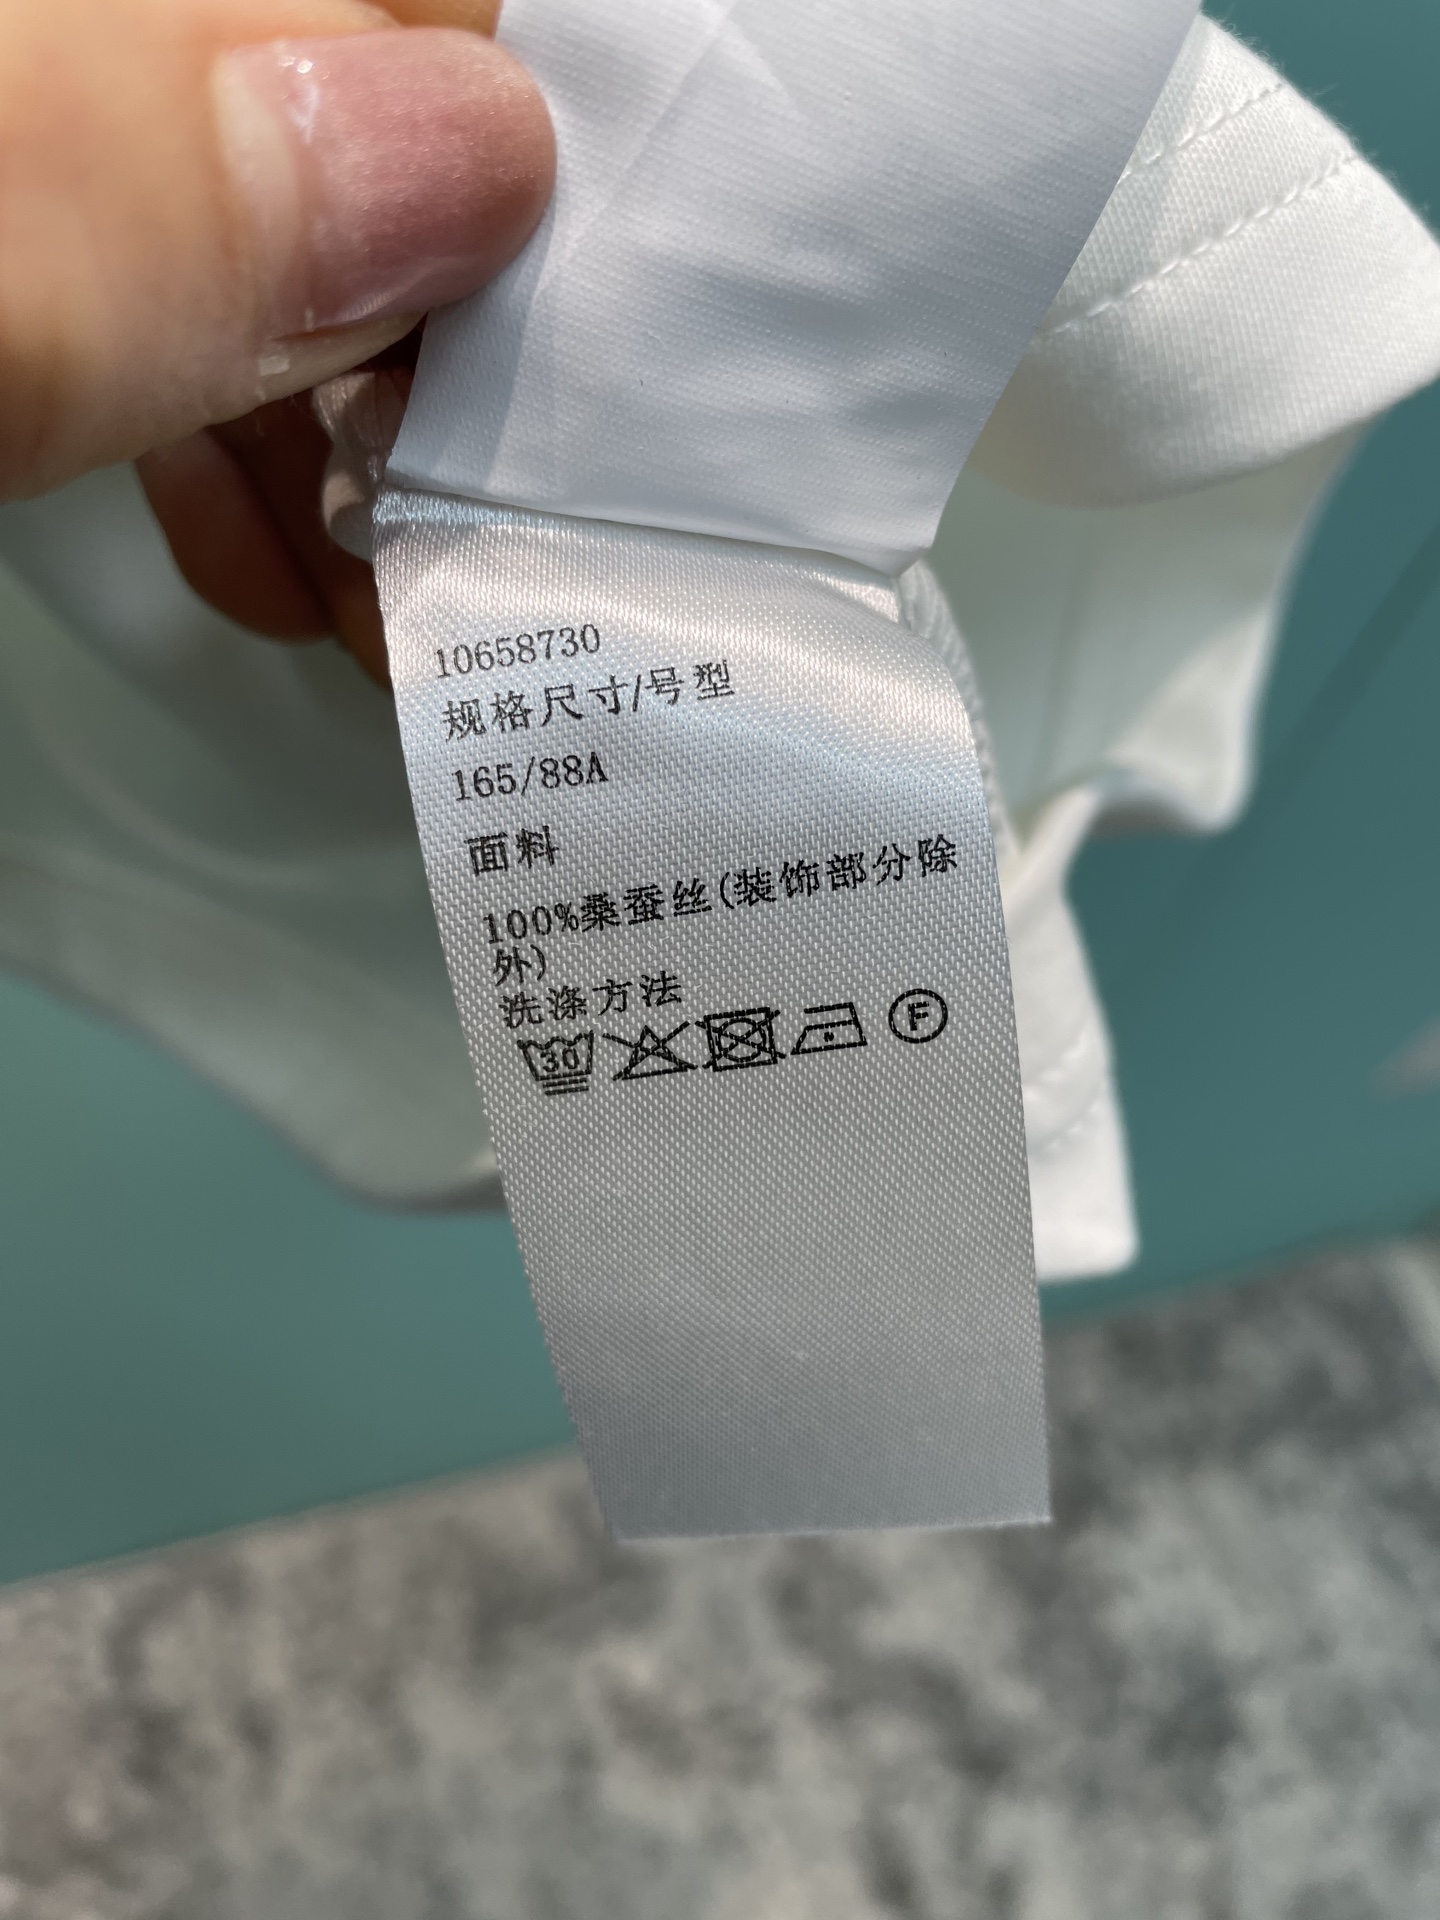 10658730
规格尺寸/号型
165/88A
面料
100%桑蚕丝(装饰部分除
外)
洗涤方法
30 F